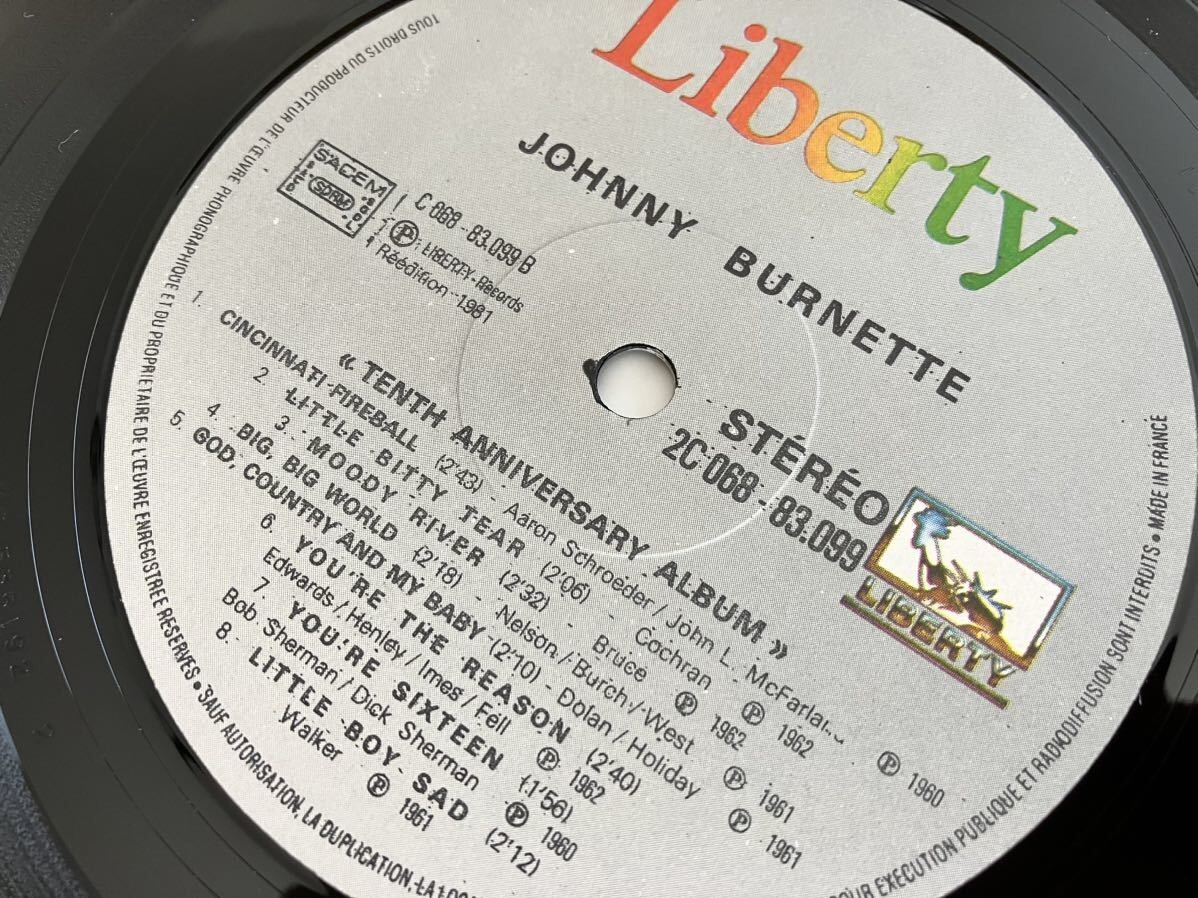 Liberty
JOHNNY BURNETTE
SACEM
SDRM
C 068 - 83.099 B
Ⓟ LIBERTY-Records
Réédition 1981
STÉRÉO
2C 068 - 83.099
LIBERTY
« TENTH ANNIVERSARY ALBUM »
1. CINCINNATI FIREBALL (2'43) - Aaron Schroeder / John L. Ⓟ 1960
2 LITTLE BITTY TEAR (2'06) - Cochran Ⓟ 1962
3 MOODY RIVER (2'32) - Bruce Ⓟ 1962
4. BIG, BIG WORLD (2'18) - Nelson / Burch / West Ⓟ 1961
5. GOD, COUNTRY AND MY BABY (2'10) - Dolan / Holiday Ⓟ 1961
6. YOU'RE THE REASON (2'40)
Edwards / Henley / Imes / Fell Ⓟ 1962
7 YOU'RE SIXTEEN (1'56)
Bob Sherman / Dick Sherman Ⓟ 1960
8 - LITTLE BOY SAD (2'12)
Walker Ⓟ 1961
TOUS DROITS DU PRODUCTEUR DE L'ŒUVRE PHONOGRAPHIQUE ET DU PROPRIETAIRE DE L'ŒUVRE ENREGISTREE RESERVES • SAUF AUTORISATION, LA DUPLICATION,
POUR EXECUTION PUBLIQUE ET RADIODIFFUSION SONT INTERDITS • MADE IN FRANCE